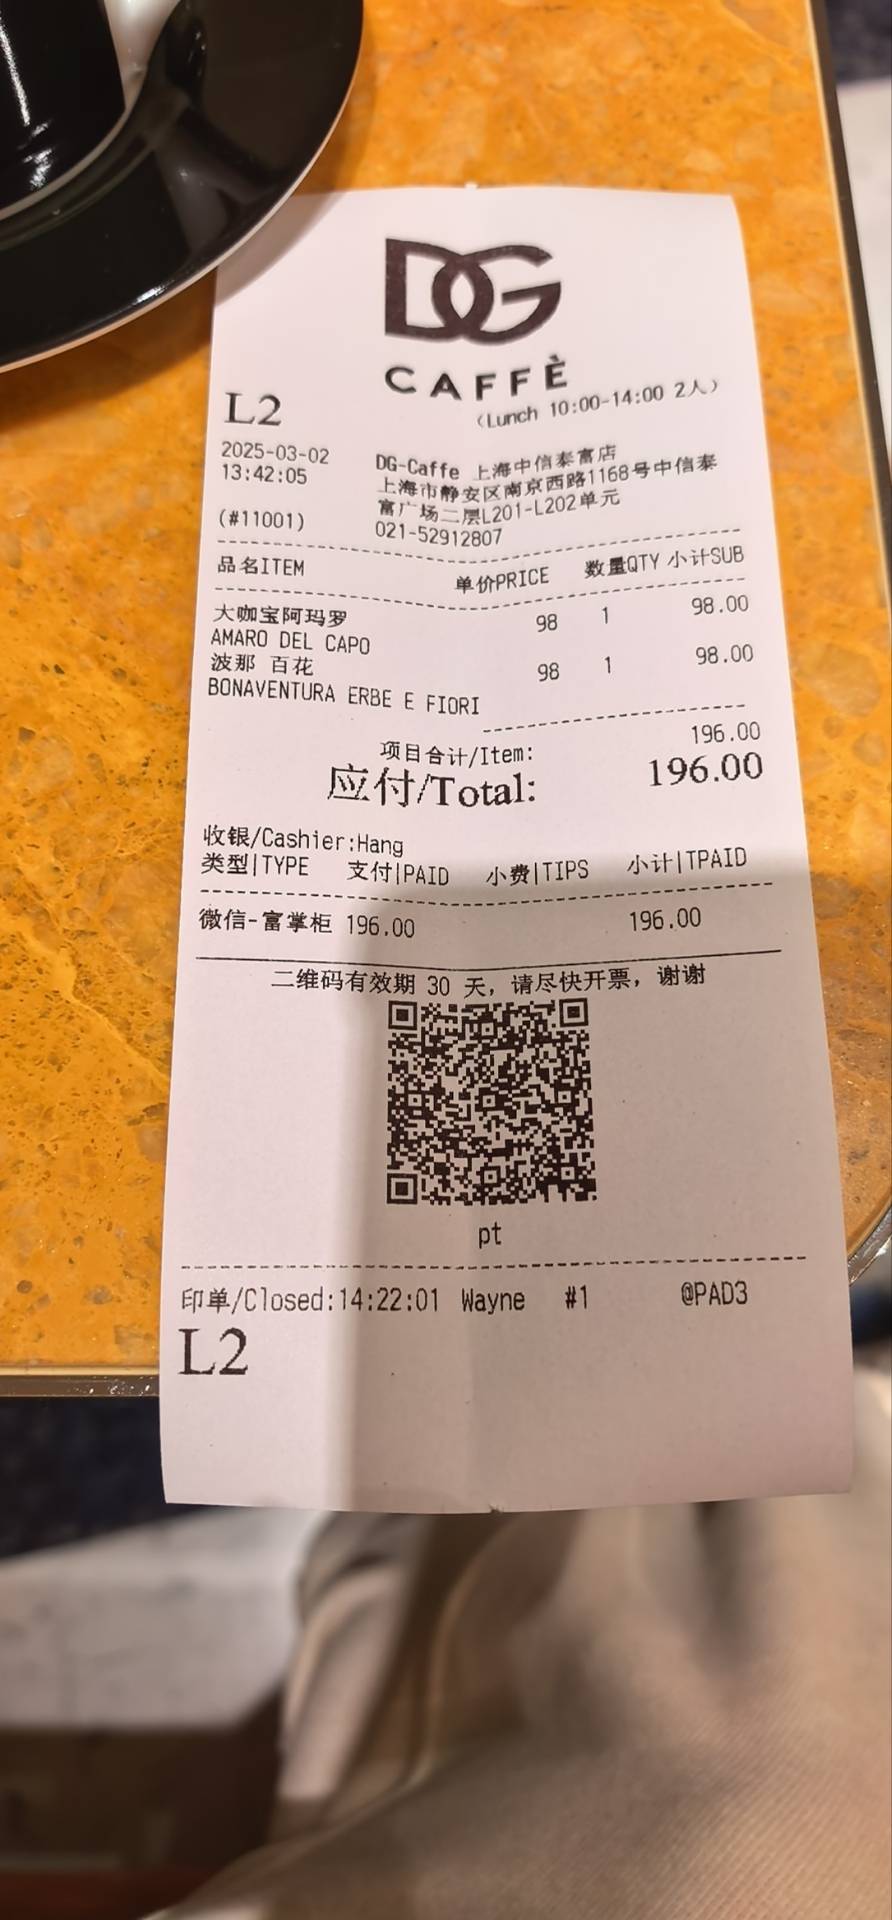 DG
CAFFÈ
L2
(Lunch 10:00-14:00 2人)
2025-03-02
13:42:05
(#11001)
DG-Caffe 上海中信泰富店
上海市静安区南京西路1168号中信泰
富广场二层L201-L202单元
021-52912807
品名ITEM 单价PRICE 数量QTY 小计SUB
大咖宝阿玛罗 98 1 98.00
AMARO DEL CAPO
波那 百花 98 1 98.00
BONAVENTURA ERBE E FIORI
项目合计/Item: 196.00
应付/Total: 196.00
收银/Cashier:Hang
类型|TYPE 支付|PAID 小费|TIPS 小计|TPAID
微信-富掌柜 196.00 196.00
二维码有效期 30 天，请尽快开票，谢谢
pt
印单/Closed:14:22:01 Wayne #1 @PAD3
L2